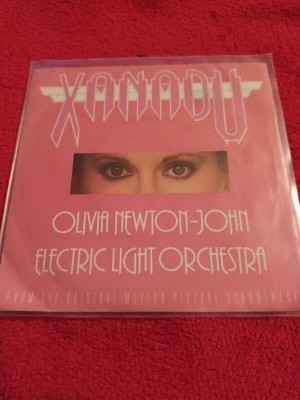 XANADU
OLIVIA NEWTON-JOHN
ELECTRIC LIGHT ORCHESTRA
FROM THE ORIGINAL MOTION PICTURE SOUNDTRACK